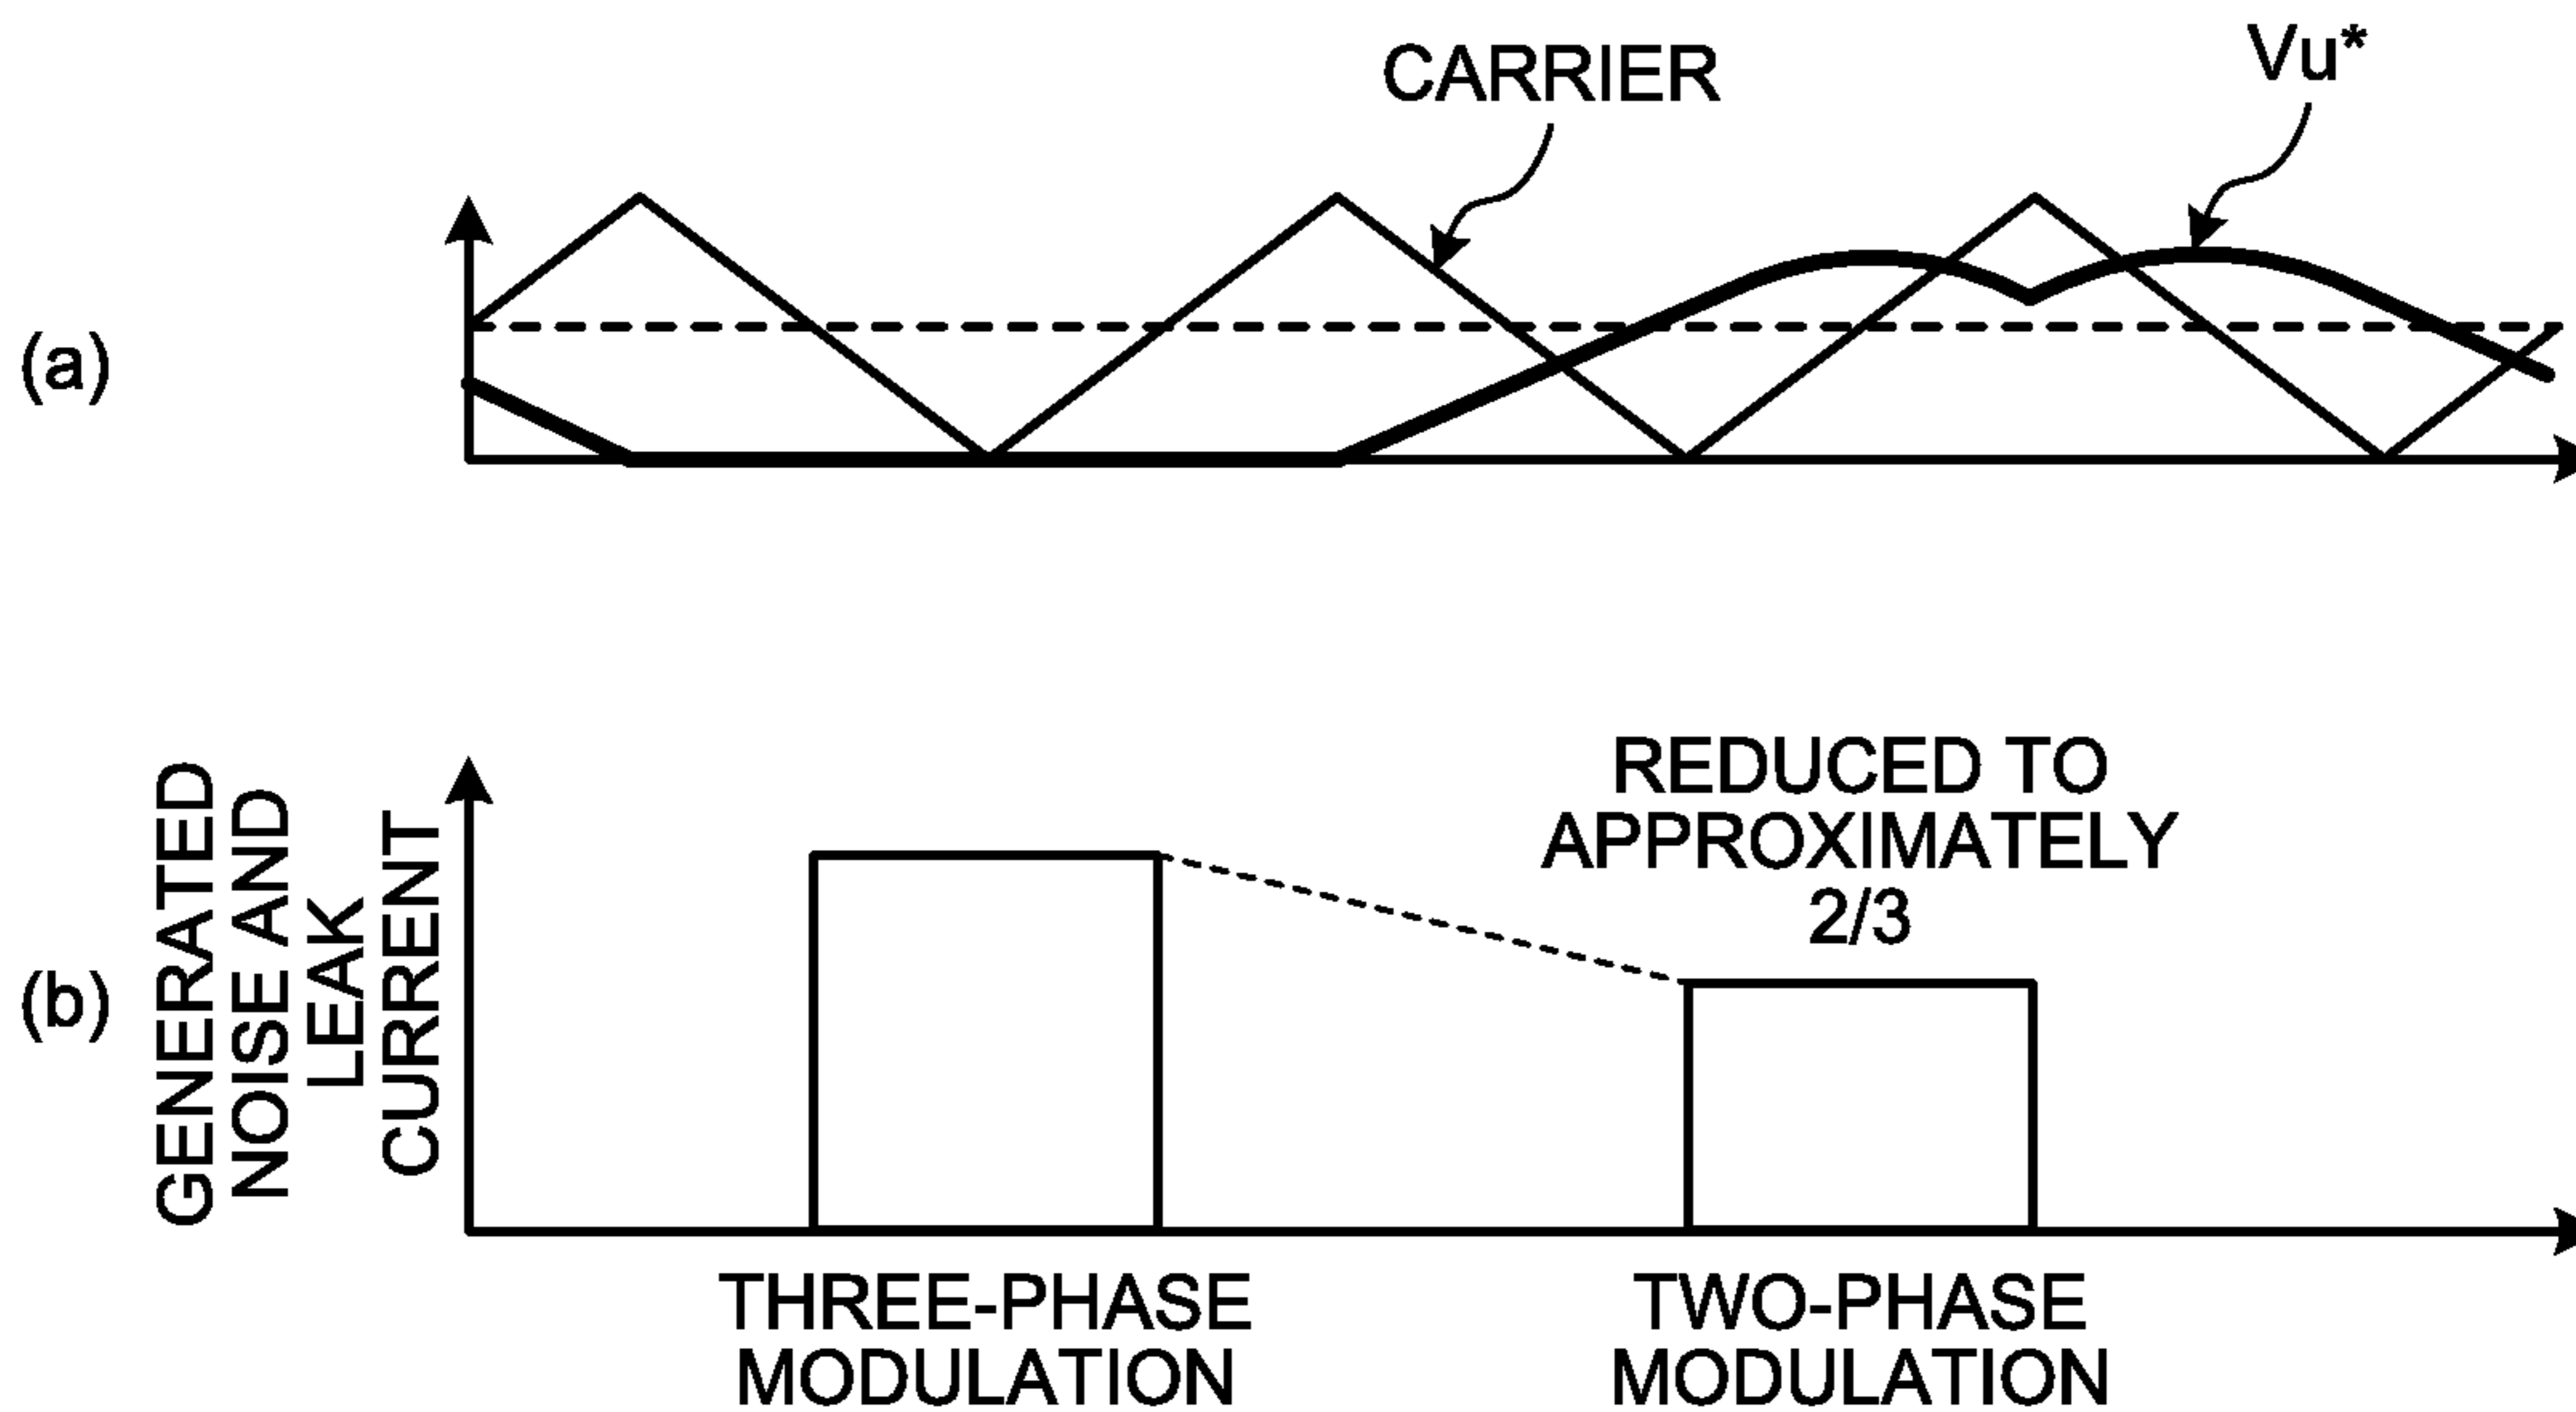 CARRIER
Vu*
(a)
(b)
GENERATED
NOISE AND
LEAK
CURRENT
REDUCED TO
APPROXIMATELY
2/3
THREE-PHASE
MODULATION
TWO-PHASE
MODULATION